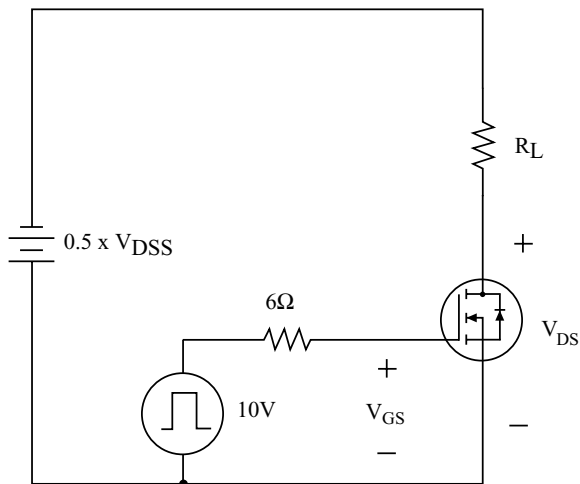 R_L
+
0.5 x V_DSS
6Ω
V_DS
+
10V
V_GS
−
−